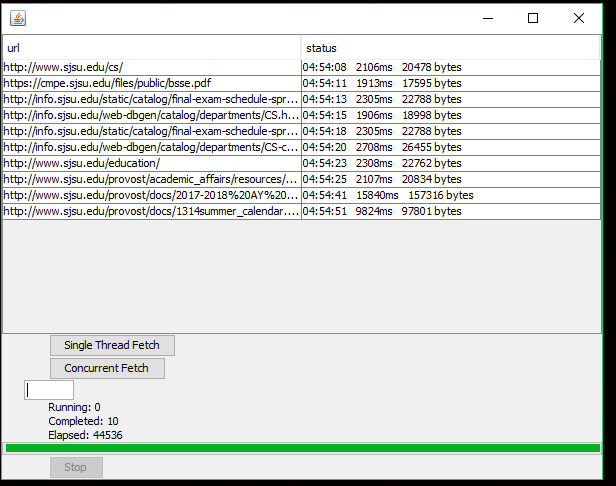 url status
http://www.sjsu.edu/cs/ 04:54:08 2106ms 20478 bytes
https://cmpe.sjsu.edu/files/public/bsse.pdf 04:54:11 1913ms 17595 bytes
http://info.sjsu.edu/static/catalog/final-exam-schedule-spr... 04:54:13 2305ms 22788 bytes
http://info.sjsu.edu/web-dbgen/catalog/departments/CS.h... 04:54:15 1906ms 18998 bytes
http://info.sjsu.edu/static/catalog/final-exam-schedule-spr... 04:54:18 2305ms 22788 bytes
http://info.sjsu.edu/web-dbgen/catalog/departments/CS-c... 04:54:20 2708ms 26455 bytes
http://www.sjsu.edu/education/ 04:54:23 2308ms 22762 bytes
http://www.sjsu.edu/provost/academic_affairs/resources/... 04:54:25 2107ms 20834 bytes
http://www.sjsu.edu/provost/docs/2017-2018%20AY%20... 04:54:41 15840ms 157316 bytes
http://www.sjsu.edu/provost/docs/1314summer_calendar.... 04:54:51 9824ms 97801 bytes
Single Thread Fetch
Concurrent Fetch
Running: 0
Completed: 10
Elapsed: 44536
Stop